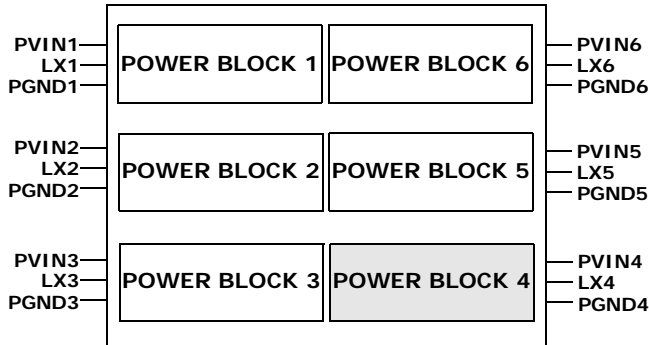 PVIN1
LX1
PGND1
POWER BLOCK 1
POWER BLOCK 6
PVIN6
LX6
PGND6
PVIN2
LX2
PGND2
POWER BLOCK 2
POWER BLOCK 5
PVIN5
LX5
PGND5
PVIN3
LX3
PGND3
POWER BLOCK 3
POWER BLOCK 4
PVIN4
LX4
PGND4